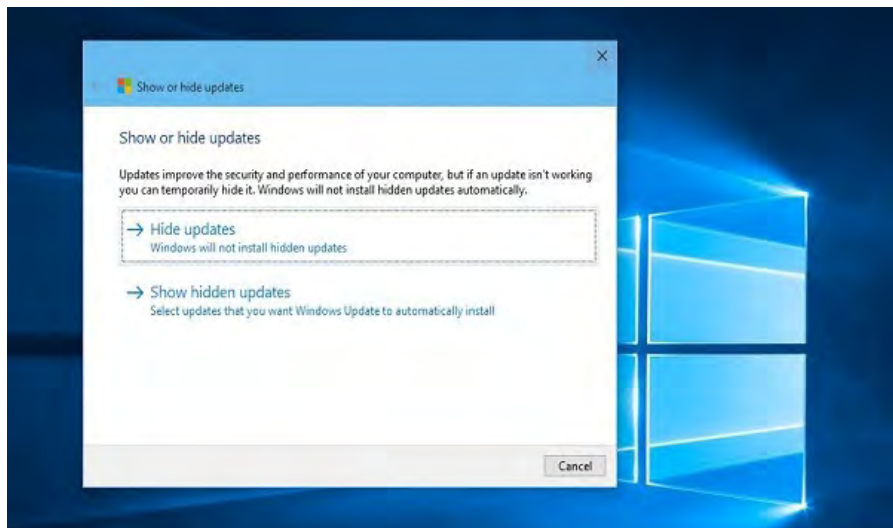 Show or hide updates
Show or hide updates
Updates improve the security and performance of your computer, but if an update isn't working
you can temporarily hide it. Windows will not install hidden updates automatically.
Hide updates
Windows will not install hidden updates
Show hidden updates
Select updates that you want Windows Update to automatically install
Cancel